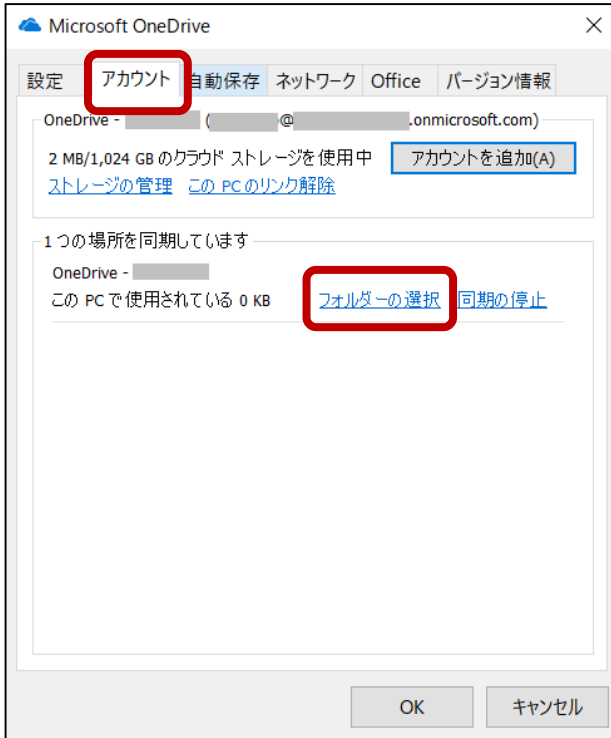 Microsoft OneDrive
設定 アカウント 自動保存 ネットワーク Office バージョン情報
OneDrive - ( @ .onmicrosoft.com)
2 MB/1,024 GB のクラウド ストレージを使用中 アカウントを追加(A)
ストレージの管理 この PC のリンク解除
1 つの場所を同期しています
OneDrive -
この PC で使用されている 0 KB フォルダーの選択 同期の停止
OK キャンセル